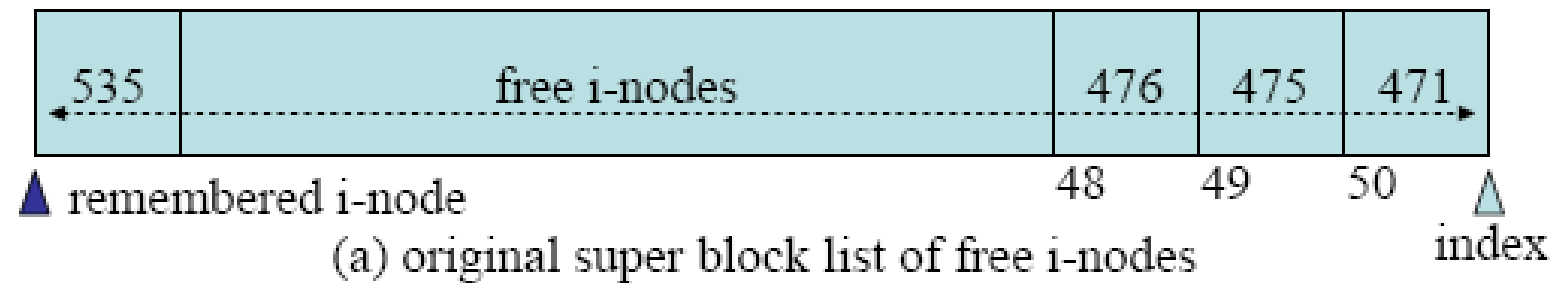 535 free i-nodes 476 475 471
48 49 50
remembered i-node
index
(a) original super block list of free i-nodes